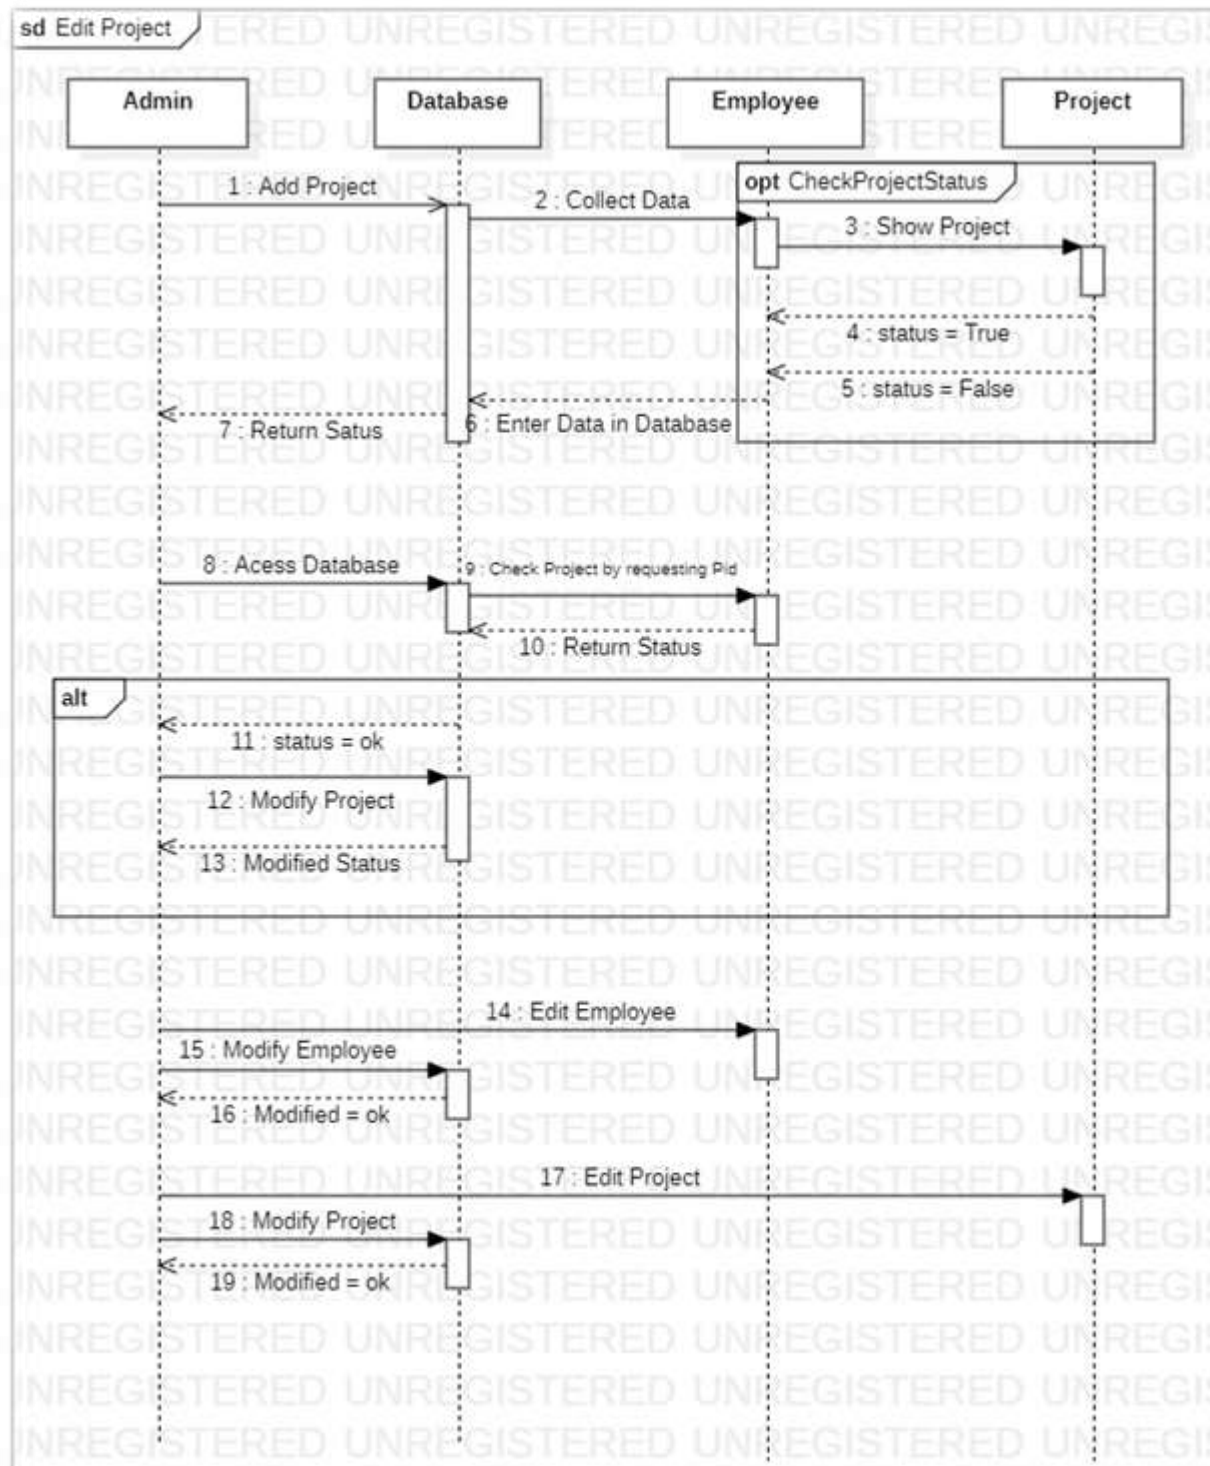 sd Edit Project
Admin
Database
Employee
Project
opt CheckProjectStatus
1 : Add Project
2 : Collect Data
3 : Show Project
4 : status = True
5 : status = False
6 : Enter Data in Database
7 : Return Satus
8 : Acess Database
9 : Check Project by requesting Pid
10 : Return Status
alt
11 : status = ok
12 : Modify Project
13 : Modified Status
14 : Edit Employee
15 : Modify Employee
16 : Modified = ok
17 : Edit Project
18 : Modify Project
19 : Modified = ok
UNREGISTERED